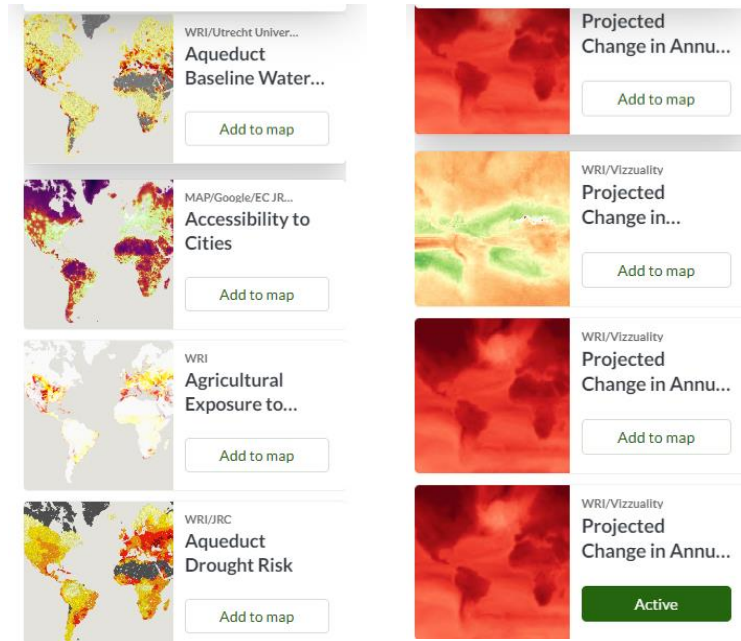 WRI/Utrecht Univer...
Aqueduct
Baseline Water...
Add to map
MAP/Google/EC JR...
Accessibility to
Cities
Add to map
WRI
Agricultural
Exposure to...
Add to map
WRI/JRC
Aqueduct
Drought Risk
Add to map
Projected
Change in Annu...
Add to map
WRI/Vizzuality
Projected
Change in...
Add to map
WRI/Vizzuality
Projected
Change in Annu...
Add to map
WRI/Vizzuality
Projected
Change in Annu...
Active